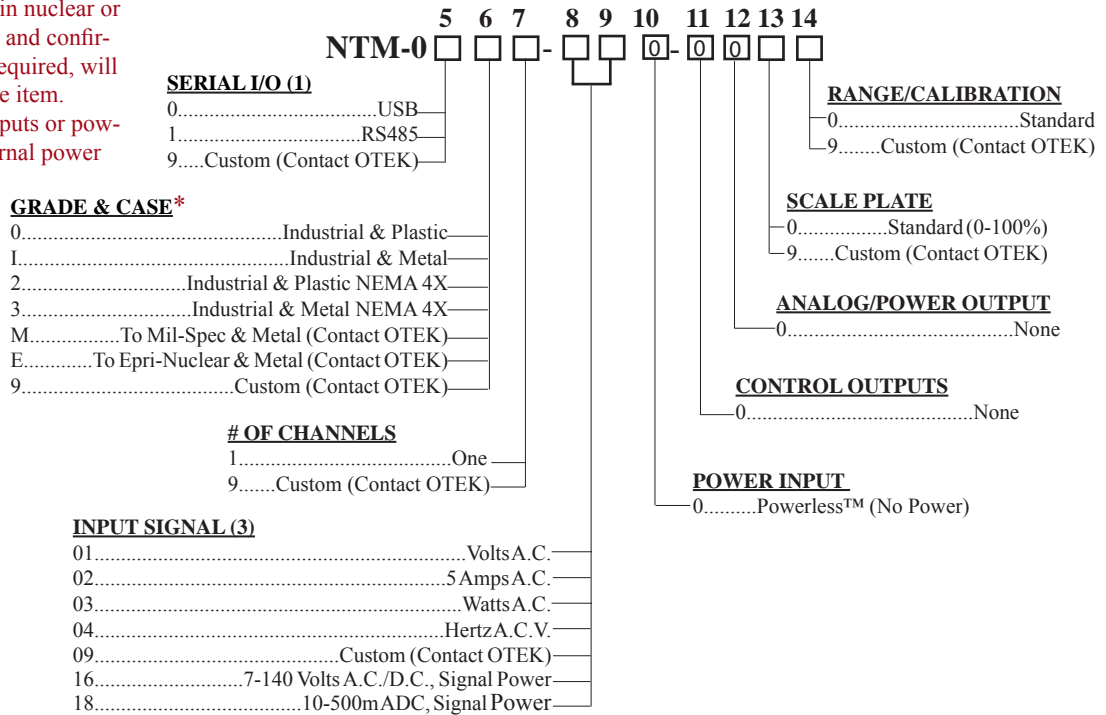 in nuclear or
and confir-
equired, will
e item.
puts or pow-
rnal power
5 6 7 8 9 10 11 12 13 14
NTM-0 - 0 - 0 0
SERIAL I/O (1)
0.....................................USB
1..................................RS485
9.....Custom (Contact OTEK)
GRADE & CASE*
0.............................................Industrial & Plastic
I..............................................Industrial & Metal
2............................Industrial & Plastic NEMA 4X
3.............................Industrial & Metal NEMA 4X
M...............To Mil-Spec & Metal (Contact OTEK)
E.............To Epri-Nuclear & Metal (Contact OTEK)
9.....................................Custom (Contact OTEK)
# OF CHANNELS
1.....................................One
9.......Custom (Contact OTEK)
INPUT SIGNAL (3)
01.................................................................Volts A.C.
02.............................................................5 Amps A.C.
03................................................................Watts A.C.
04.............................................................Hertz A.C.V.
09...........................................Custom (Contact OTEK)
16..........................7-140 Volts A.C./D.C., Signal Power
18....................................10-500mADC, Signal Power
RANGE/CALIBRATION
0................................Standard
9........Custom (Contact OTEK)
SCALE PLATE
0...............Standard (0-100%)
9.......Custom (Contact OTEK)
ANALOG/POWER OUTPUT
0........................................None
CONTROL OUTPUTS
0........................................None
POWER INPUT
0..........Powerless™ (No Power)